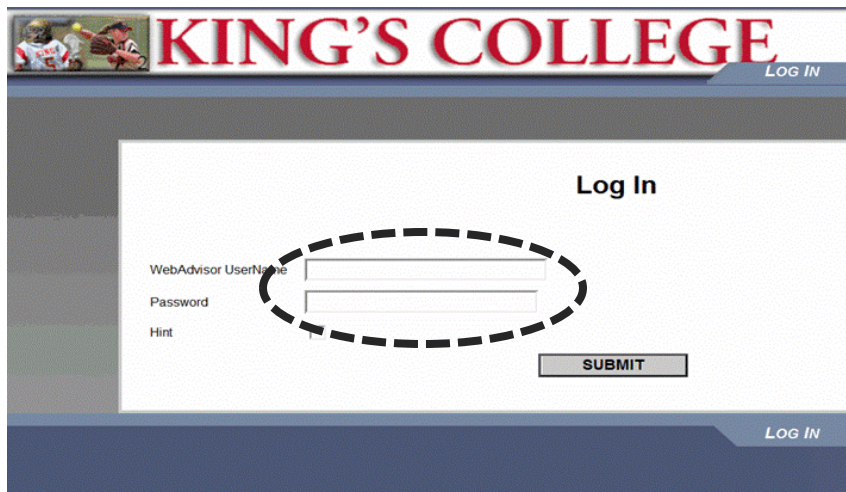 KING'S COLLEGE
LOG IN
Log In
WebAdvisor UserName
Password
Hint
SUBMIT
LOG IN